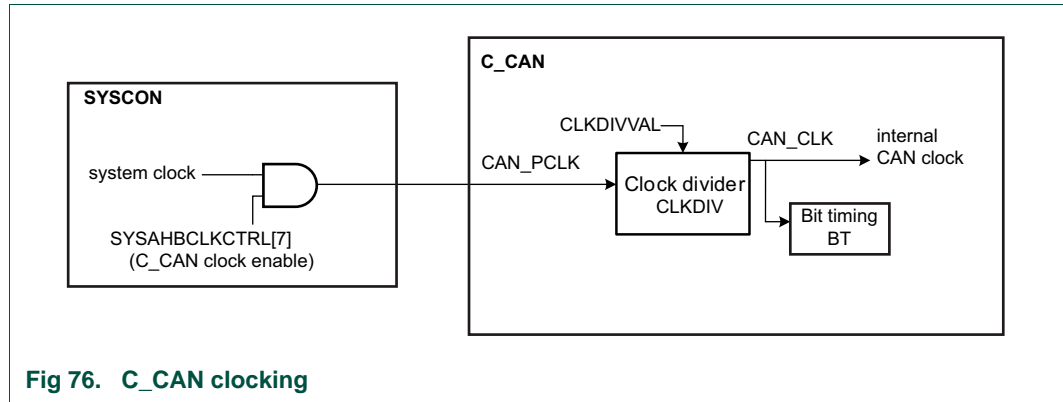 C_CAN
SYSCON
CLKDIVVAL
CAN_CLK
internal
CAN clock
CAN_PCLK
system clock
Clock divider
CLKDIV
Bit timing
BT
SYSAHBCLKCTRL[7]
(C_CAN clock enable)
Fig 76. C_CAN clocking